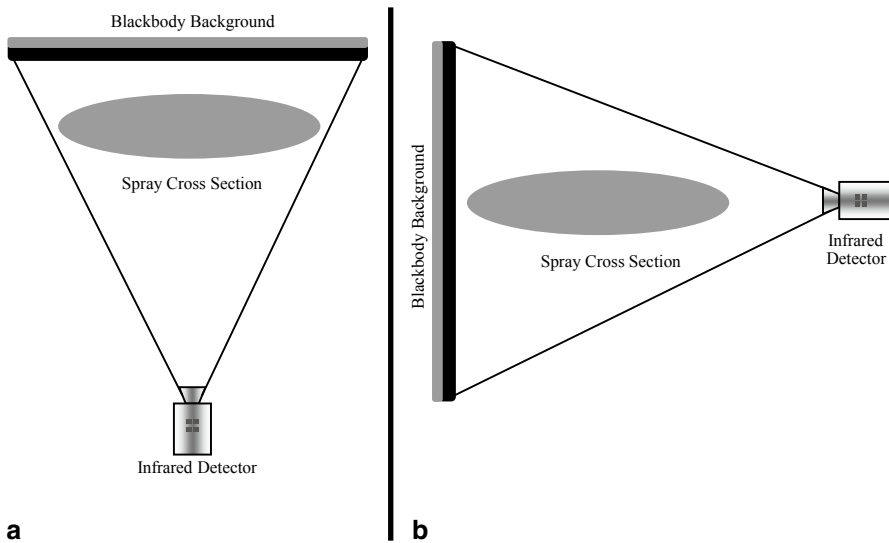 Blackbody Background
Spray Cross Section
Infrared Detector
a
Blackbody Background
Spray Cross Section
Infrared
Detector
b